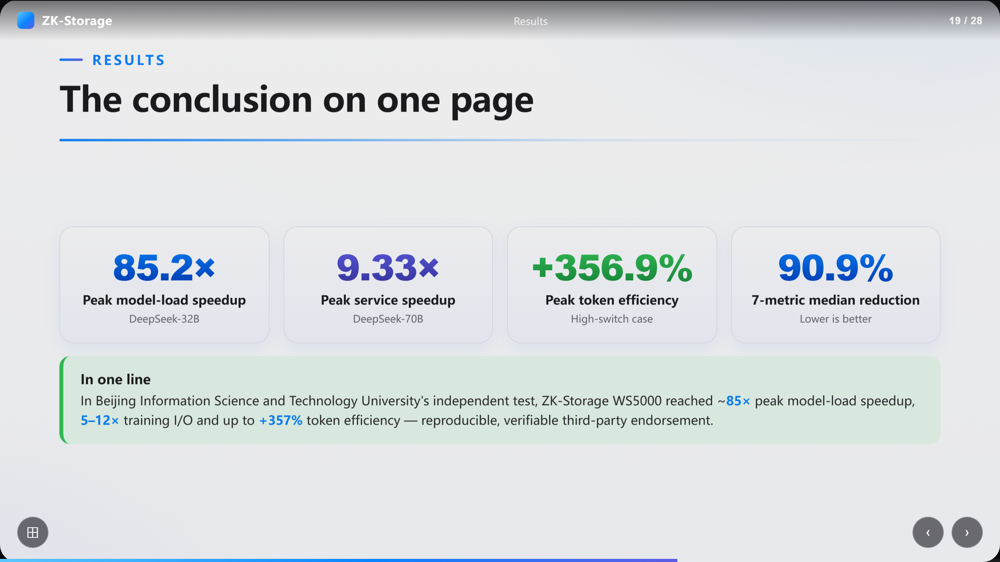 ZK-Storage
Results
19 / 28
RESULTS
The conclusion on one page
85.2×
Peak model-load speedup
DeepSeek-32B
9.33×
Peak service speedup
DeepSeek-70B
+356.9%
Peak token efficiency
High-switch case
90.9%
7-metric median reduction
Lower is better
In one line
In Beijing Information Science and Technology University's independent test, ZK-Storage WS5000 reached ~85× peak model-load speedup,
5–12× training I/O and up to +357% token efficiency — reproducible, verifiable third-party endorsement.